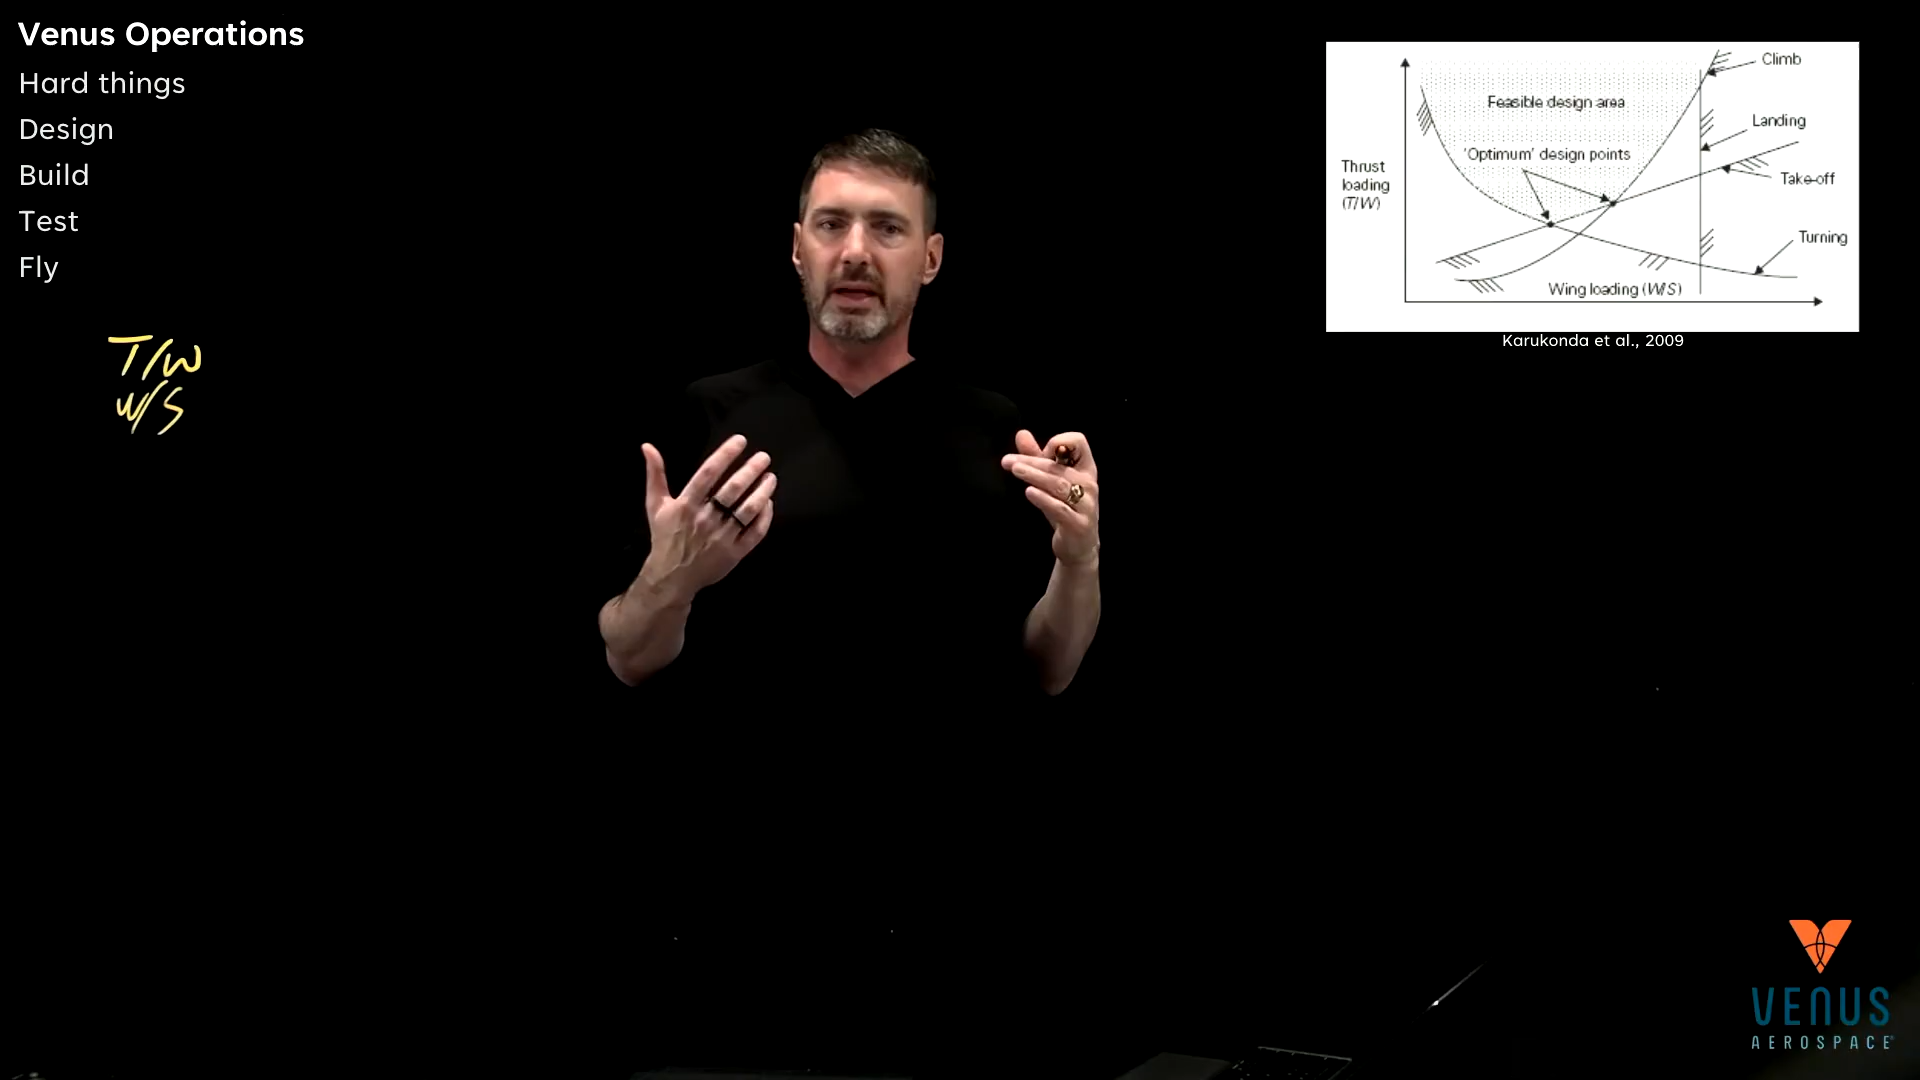 Venus Operations
Hard things
Design
Build
Test
Fly
T/W
W/S
Climb
Feasible design area
Landing
'Optimum' design points
Thrust
loading
(T/W)
Take-off
Turning
Wing loading (W/S)
Karukonda et al., 2009
VENUS
AEROSPACE